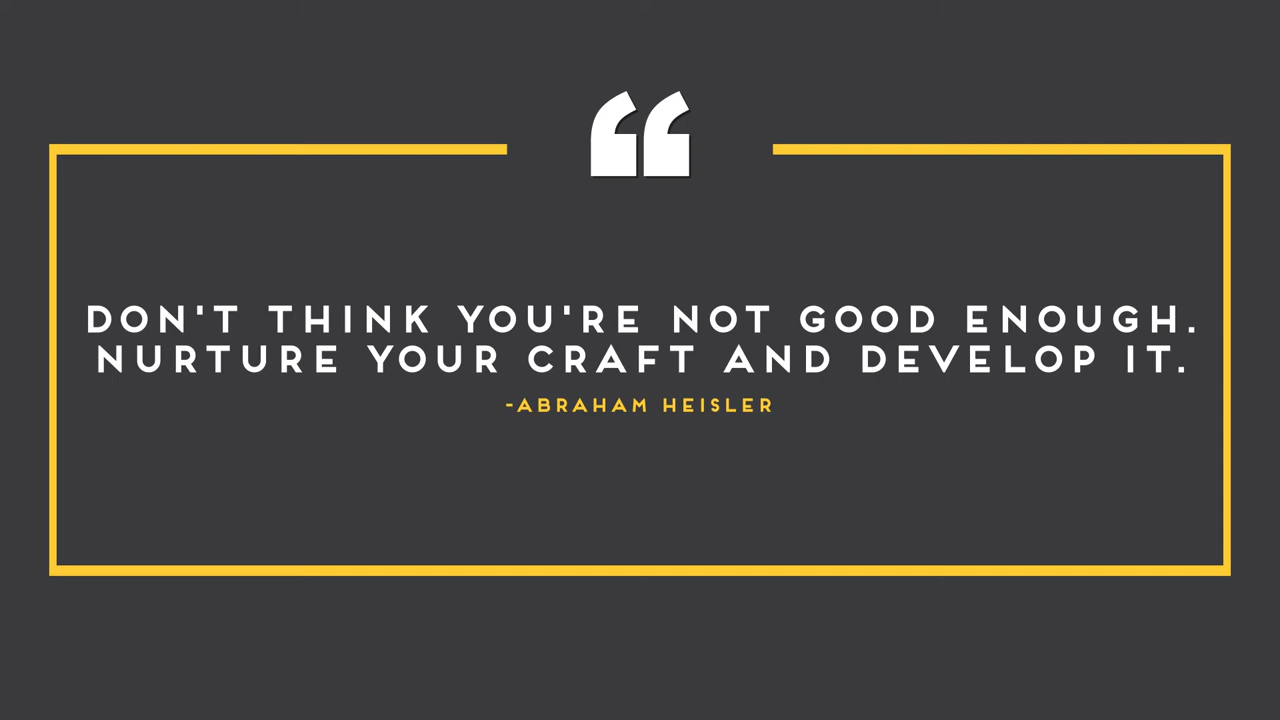 “
DON'T THINK YOU'RE NOT GOOD ENOUGH.
NURTURE YOUR CRAFT AND DEVELOP IT.
-ABRAHAM HEISLER